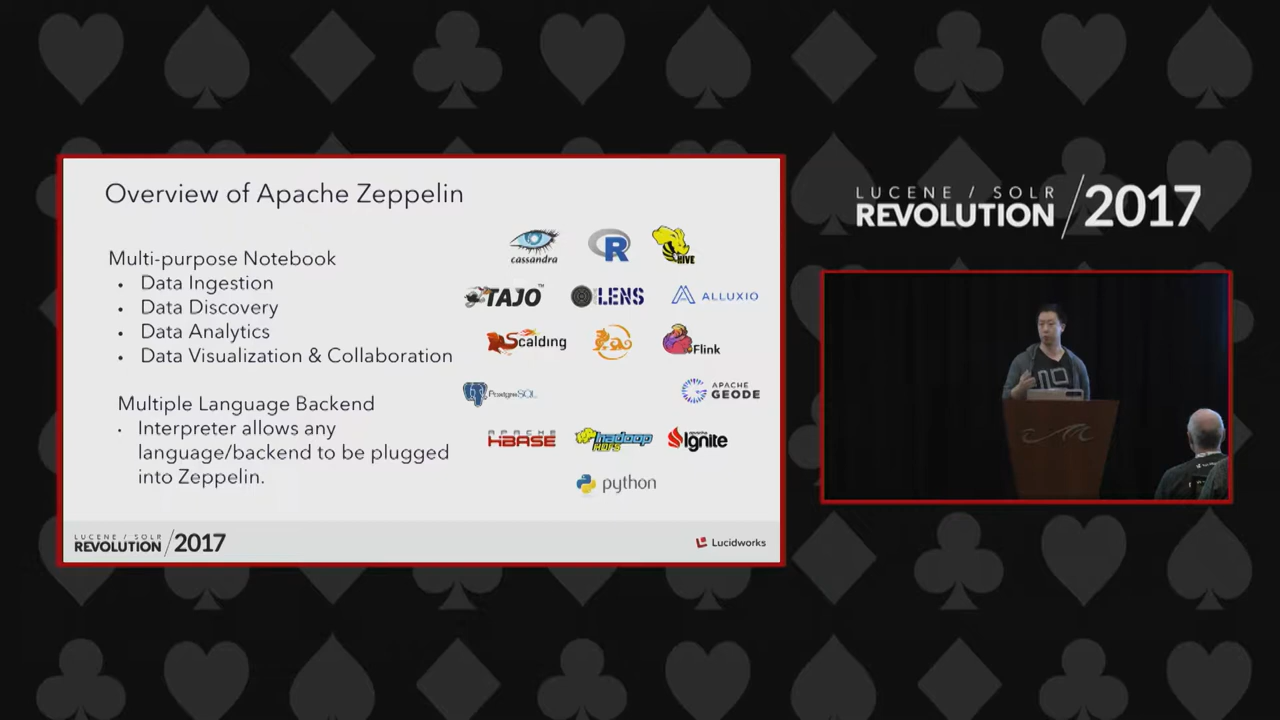 Overview of Apache Zeppelin
Multi-purpose Notebook
• Data Ingestion
• Data Discovery
• Data Analytics
• Data Visualization & Collaboration
Multiple Language Backend
• Interpreter allows any
language/backend to be plugged
into Zeppelin.
cassandra
R
HIVE
TAJO™
LENS
ALLUXIO
Scalding
Flink
PostgreSQL
APACHE
GEODE
APACHE
HBASE
hadoop
HDFS
Ignite
python
LUCENE / SOLR
REVOLUTION /2017
Lucidworks
LUCENE / SOLR
REVOLUTION /2017